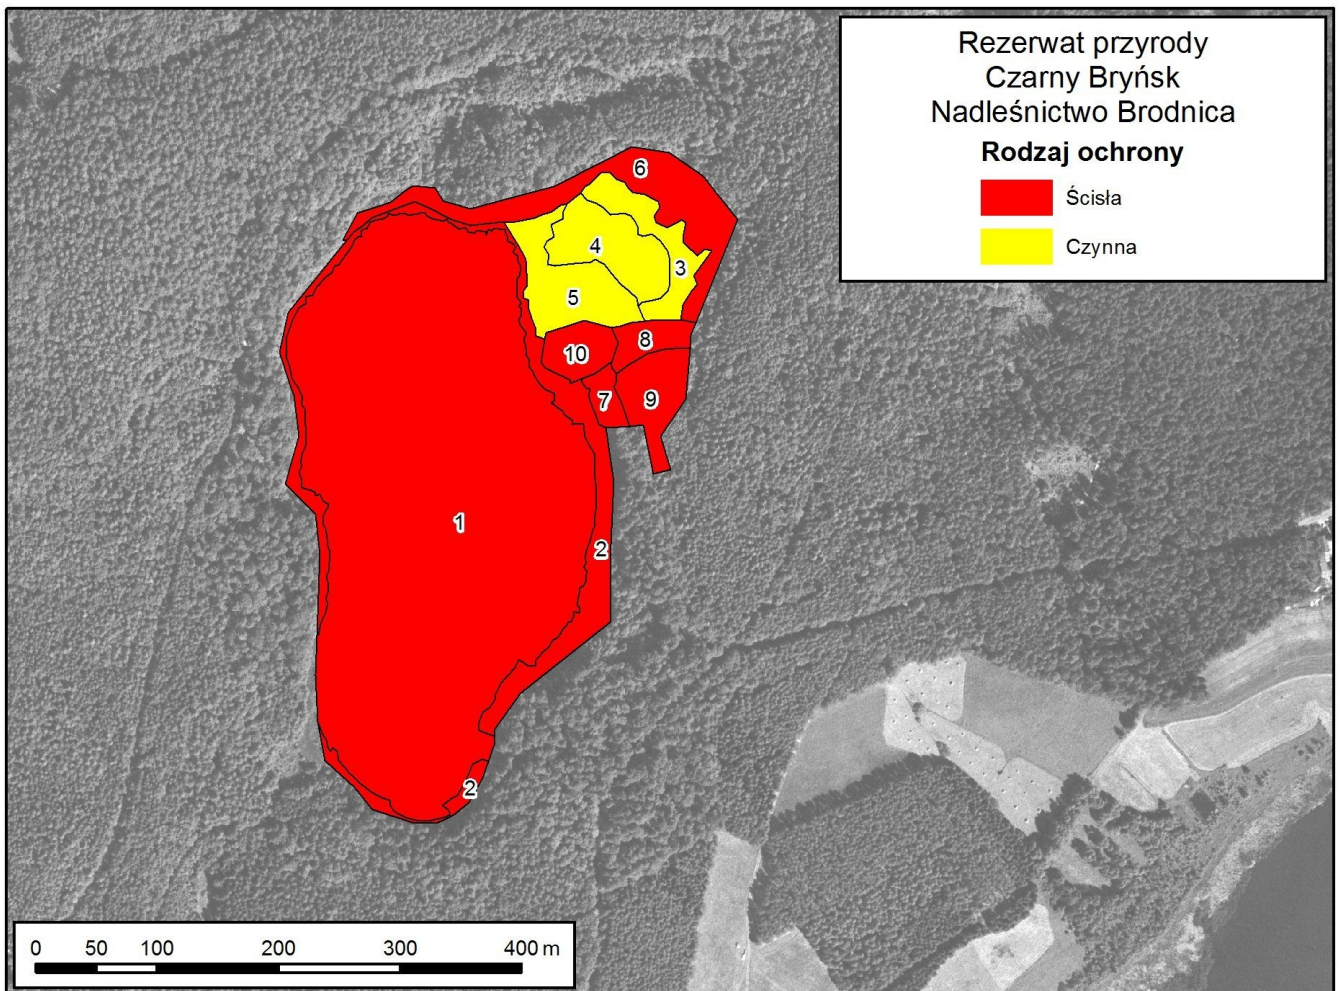 Rezerwat przyrody
Czarny Bryńsk
Nadleśnictwo Brodnica
Rodzaj ochrony
Ścisła
Czynna
6
4
3
5
8
10
7
9
1
2
2
0 50 100 200 300 400 m